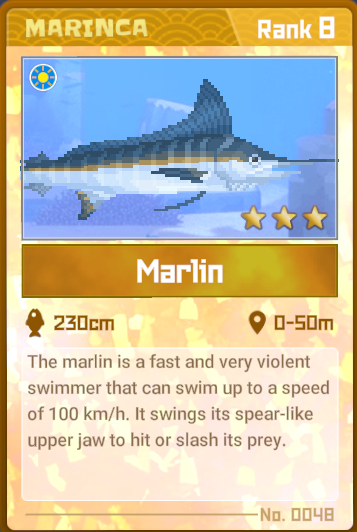 MARINCA
Rank 8
Marlin
230cm
0-50m
The marlin is a fast and very violent
swimmer that can swim up to a speed
of 100 km/h. It swings its spear-like
upper jaw to hit or slash its prey.
No. 0048